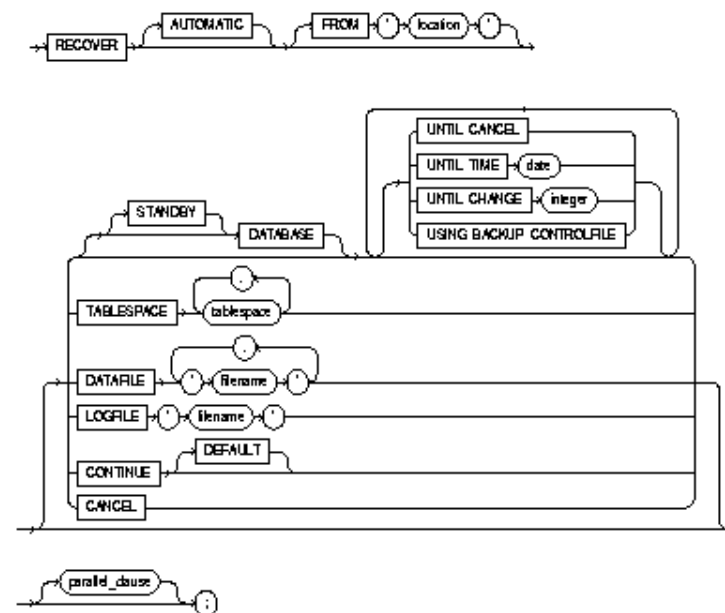 RECOVER AUTOMATIC FROM ' location '
UNTIL CANCEL
UNTIL TIME date
UNTIL CHANGE integer
USING BACKUP CONTROLFILE
STANDBY
DATABASE
,
TABLESPACE tablespace
,
DATAFILE ' filename '
LOGFILE ' filename '
CONTINUE DEFAULT
CANCEL
parallel_clause ;